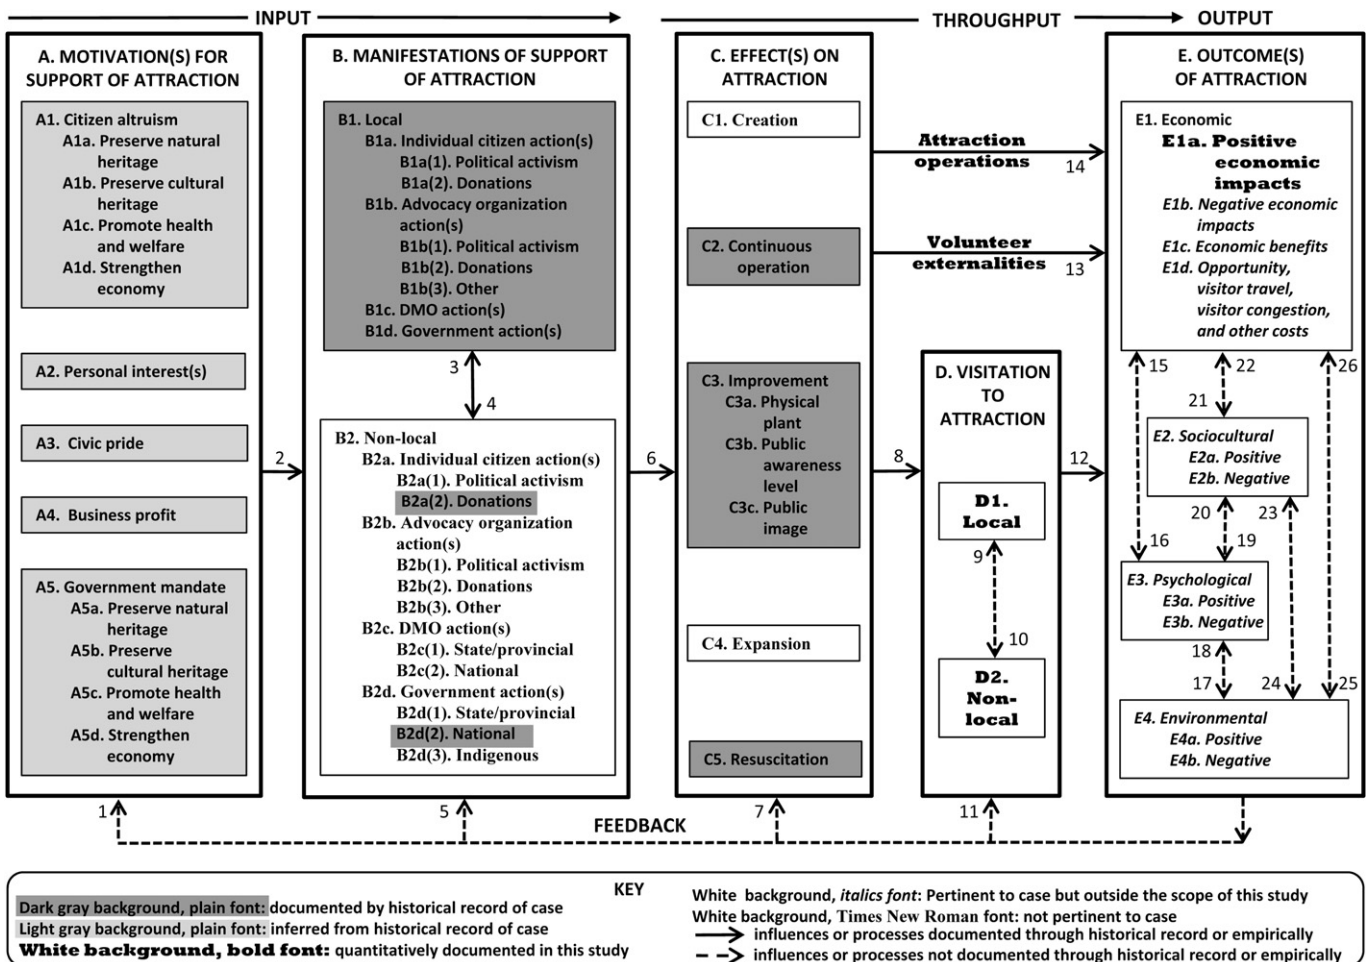 INPUT
THROUGHPUT
OUTPUT
A. MOTIVATION(S) FOR
SUPPORT OF ATTRACTION
A1. Citizen altruism
A1a. Preserve natural
heritage
A1b. Preserve cultural
heritage
A1c. Promote health
and welfare
A1d. Strengthen
economy
A2. Personal interest(s)
A3. Civic pride
A4. Business profit
A5. Government mandate
A5a. Preserve natural
heritage
A5b. Preserve
cultural heritage
A5c. Promote health
and welfare
A5d. Strengthen
economy
1
2
B. MANIFESTATIONS OF SUPPORT
OF ATTRACTION
B1. Local
B1a. Individual citizen action(s)
B1a(1). Political activism
B1a(2). Donations
B1b. Advocacy organization
action(s)
B1b(1). Political activism
B1b(2). Donations
B1b(3). Other
B1c. DMO action(s)
B1d. Government action(s)
3
4
B2. Non-local
B2a. Individual citizen action(s)
B2a(1). Political activism
B2a(2). Donations
B2b. Advocacy organization
action(s)
B2b(1). Political activism
B2b(2). Donations
B2b(3). Other
B2c. DMO action(s)
B2c(1). State/provincial
B2c(2). National
B2d. Government action(s)
B2d(1). State/provincial
B2d(2). National
B2d(3). Indigenous
5
6
C. EFFECT(S) ON
ATTRACTION
C1. Creation
C2. Continuous
operation
C3. Improvement
C3a. Physical
plant
C3b. Public
awareness
level
C3c. Public
image
C4. Expansion
C5. Resuscitation
7
8
Attraction
operations
14
Volunteer
externalities
13
D. VISITATION
TO
ATTRACTION
D1.
Local
9
10
D2.
Non-
local
11
12
E. OUTCOME(S)
OF ATTRACTION
E1. Economic
E1a. Positive
economic
impacts
E1b. Negative economic
impacts
E1c. Economic benefits
E1d. Opportunity,
visitor travel,
visitor congestion,
and other costs
15
22
26
21
E2. Sociocultural
E2a. Positive
E2b. Negative
20
23
16
19
E3. Psychological
E3a. Positive
E3b. Negative
18
17
24
25
E4. Environmental
E4a. Positive
E4b. Negative
FEEDBACK
KEY
Dark gray background, plain font: documented by historical record of case
Light gray background, plain font: inferred from historical record of case
White background, bold font: quantitatively documented in this study
White background, italics font: Pertinent to case but outside the scope of this study
White background, Times New Roman font: not pertinent to case
influences or processes documented through historical record or empirically
influences or processes not documented through historical record or empirically